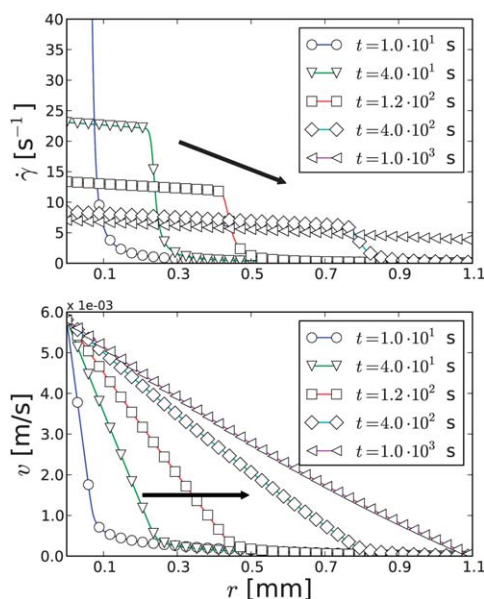 40
35
30
25
20
15
10
5
0
γ̇ [s⁻¹]
t=1.0·10¹ s
t=4.0·10¹ s
t=1.2·10² s
t=4.0·10² s
t=1.0·10³ s
0.1 0.3 0.5 0.7 0.9 1.1
x 1e-03
6.0
5.0
4.0
3.0
2.0
1.0
0.0
v [m/s]
t=1.0·10¹ s
t=4.0·10¹ s
t=1.2·10² s
t=4.0·10² s
t=1.0·10³ s
0.1 0.3 0.5 0.7 0.9 1.1
r [mm]